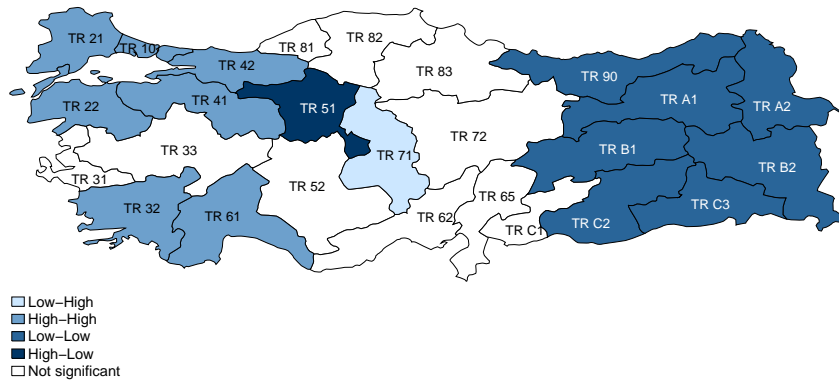 TR 21
TR 10
TR 81
TR 82
TR 42
TR 83
TR 90
TR 22
TR 41
TR 51
TR A1
TR A2
TR 33
TR 71
TR 72
TR B1
TR B2
TR 31
TR 52
TR 65
TR 32
TR 61
TR 62
TR C1
TR C2
TR C3
Low−High
High−High
Low−Low
High−Low
Not significant